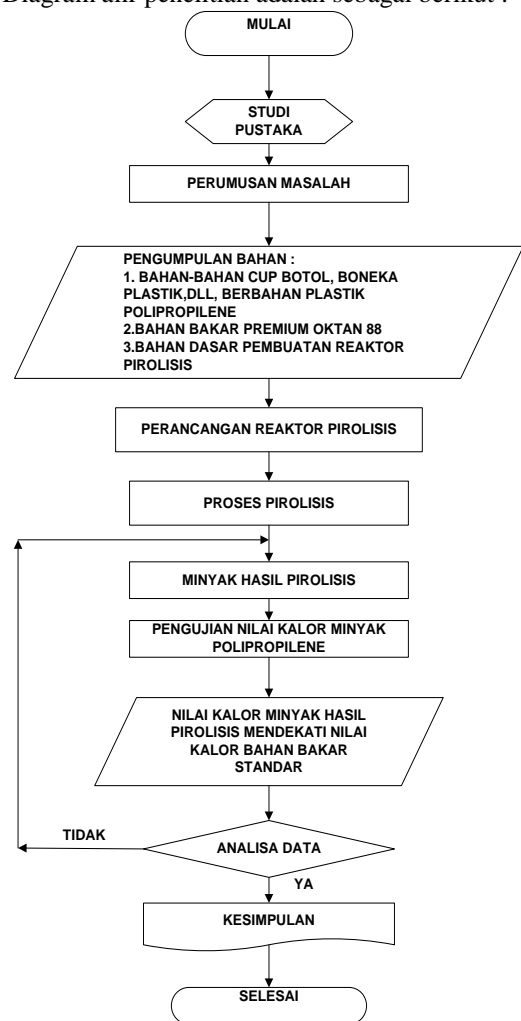 Diagram alir penelitian adalah sebagai berikut :
MULAI
STUDI
PUSTAKA
PERUMUSAN MASALAH
PENGUMPULAN BAHAN :
1. BAHAN-BAHAN CUP BOTOL, BONEKA
PLASTIK,DLL, BERBAHAN PLASTIK
POLIPROPILENE
2.BAHAN BAKAR PREMIUM OKTAN 88
3.BAHAN DASAR PEMBUATAN REAKTOR
PIROLISIS
PERANCANGAN REAKTOR PIROLISIS
PROSES PIROLISIS
MINYAK HASIL PIROLISIS
PENGUJIAN NILAI KALOR MINYAK
POLIPROPILENE
NILAI KALOR MINYAK HASIL
PIROLISIS MENDEKATI NILAI
KALOR BAHAN BAKAR
STANDAR
TIDAK
ANALISA DATA
YA
KESIMPULAN
SELESAI